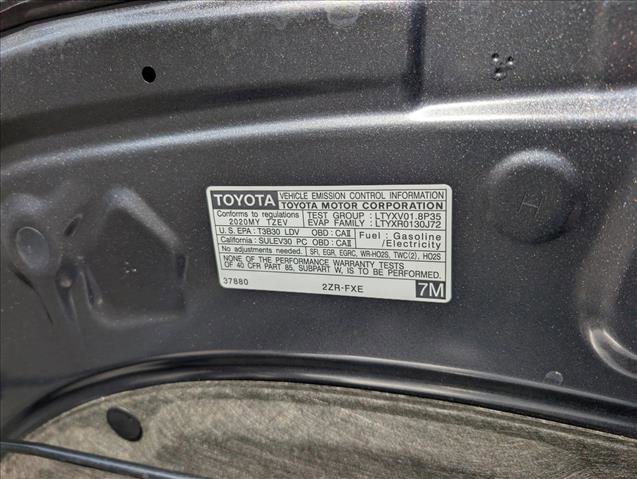 TOYOTA VEHICLE EMISSION CONTROL INFORMATION
TOYOTA MOTOR CORPORATION
Conforms to regulations
2020MY TZEV
TEST GROUP : LTYXV01.8P35
EVAP FAMILY : LTYXR0130J72
U.S. EPA : T3B30 LDV OBD : CAII
California : SULEV30 PC OBD : CAII
Fuel : Gasoline
/Electricity
No adjustments needed. SFI, EGR, EGRC, WR-HO2S, TWC(2), HO2S
NONE OF THE PERFORMANCE WARRANTY TESTS
OF 40 CFR PART 85, SUBPART W, IS PERFORMED ON THIS VEHICLE.
37880 2ZR-FXE 7M